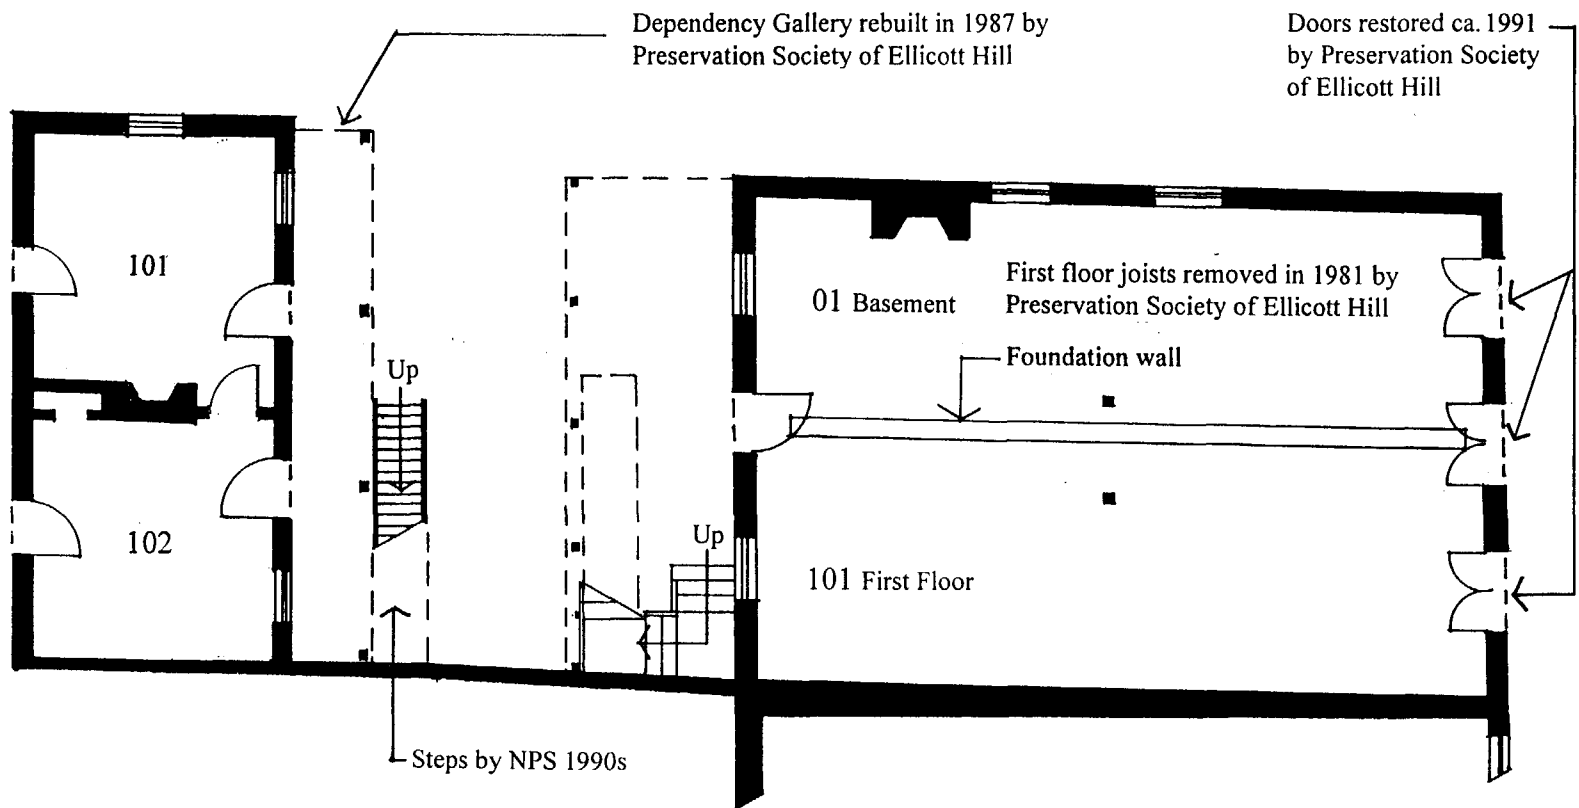 Dependency Gallery rebuilt in 1987 by
Preservation Society of Ellicott Hill
Doors restored ca. 1991
by Preservation Society
of Ellicott Hill
101
01 Basement
First floor joists removed in 1981 by
Preservation Society of Ellicott Hill
Foundation wall
Up
Up
102
101 First Floor
Steps by NPS 1990s